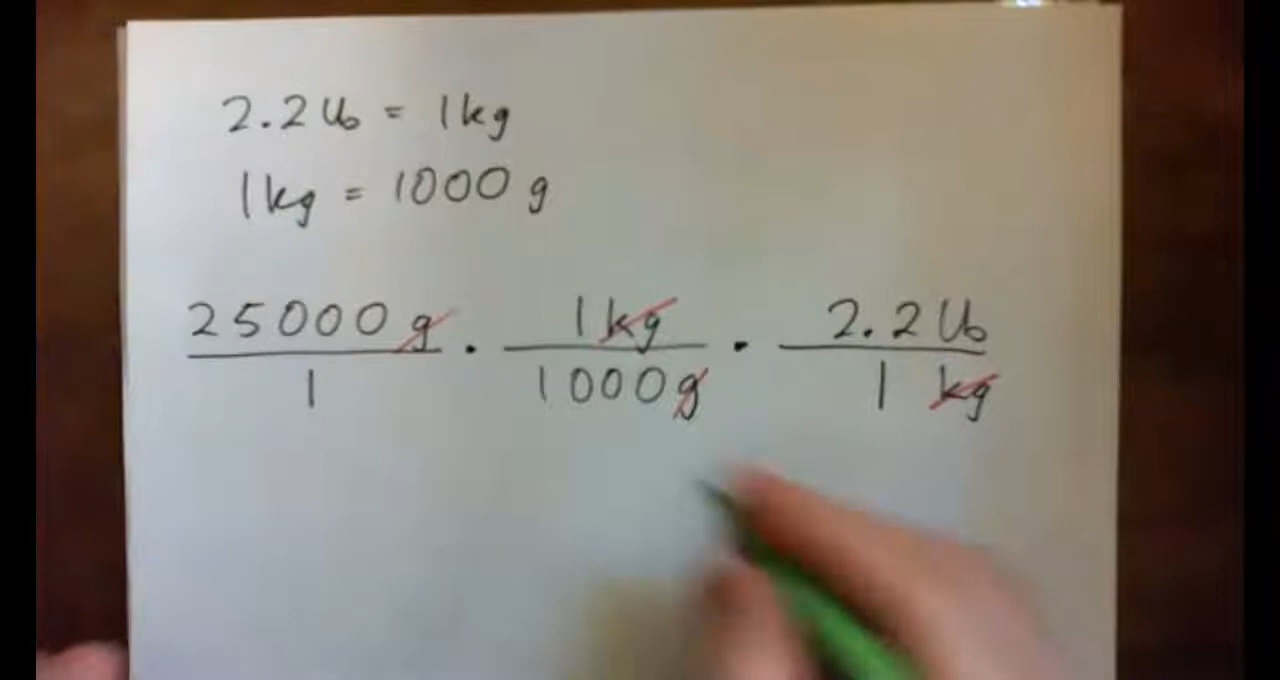 2.2 lb = 1 kg
1 kg = 1000 g
25000 g · 1 kg · 2.2 lb
1 1000 g 1 kg